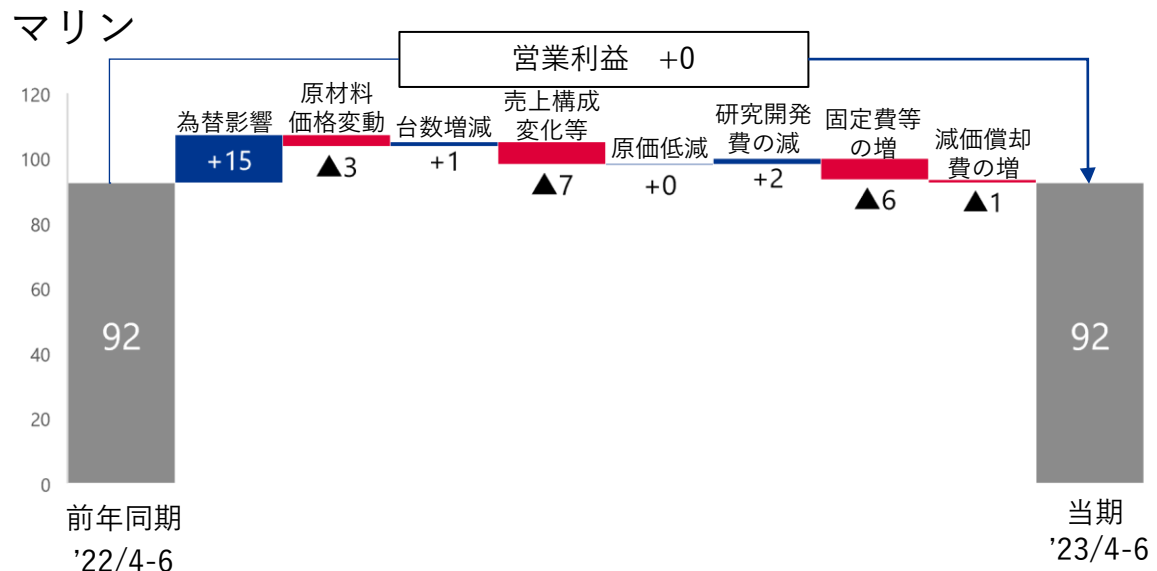 マリン
営業利益 +0
120
100
80
60
40
20
0
為替影響
+15
原材料
価格変動
▲3
台数増減
+1
売上構成
変化等
▲7
原価低減
+0
研究開発
費の減
+2
固定費等
の増
▲6
減価償却
費の増
▲1
92
92
前年同期
’22/4-6
当期
’23/4-6